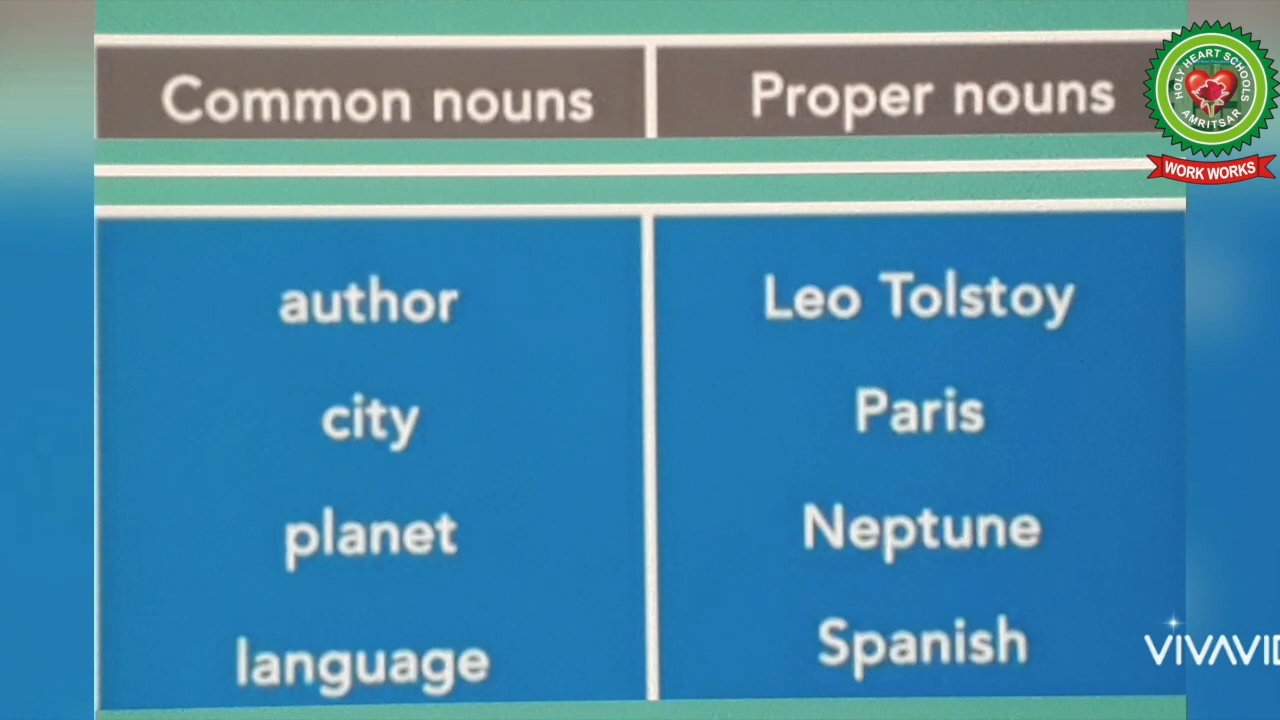 Common nouns Proper nouns
author Leo Tolstoy
city Paris
planet Neptune
language Spanish
HOLY HEART SCHOOLS
AMRITSAR
WORK WORKS